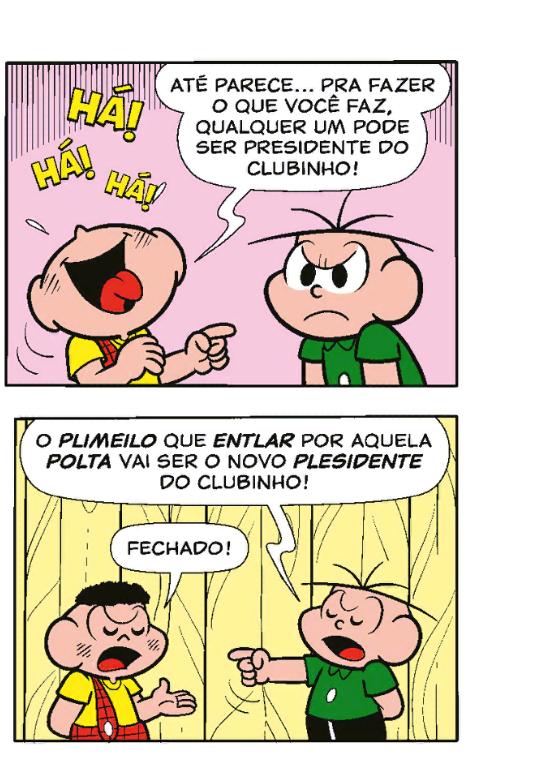 HÁ!
HÁ!
HÁ!
ATÉ PARECE... PRA FAZER
O QUE VOCÊ FAZ,
QUALQUER UM PODE
SER PRESIDENTE DO
CLUBINHO!
O PLIMEILO QUE ENTLAR POR AQUELA
POLTA VAI SER O NOVO PLESIDENTE
DO CLUBINHO!
FECHADO!